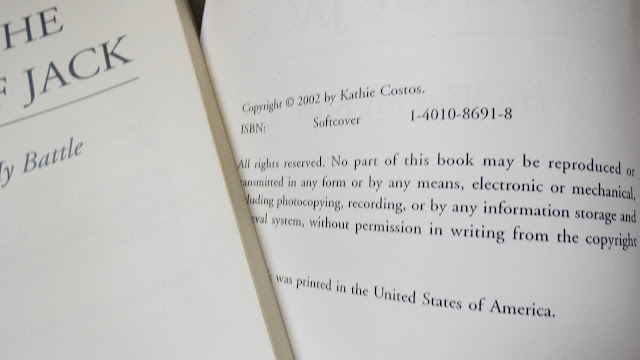 HE
F JACK
y Battle
Copyright © 2002 by Kathie Costos.
ISBN: Softcover 1-4010-8691-8
All rights reserved. No part of this book may be reproduced or
ansmitted in any form or by any means, electronic or mechanical,
luding photocopying, recording, or by any information storage and
eval system, without permission in writing from the copyright
was printed in the United States of America.